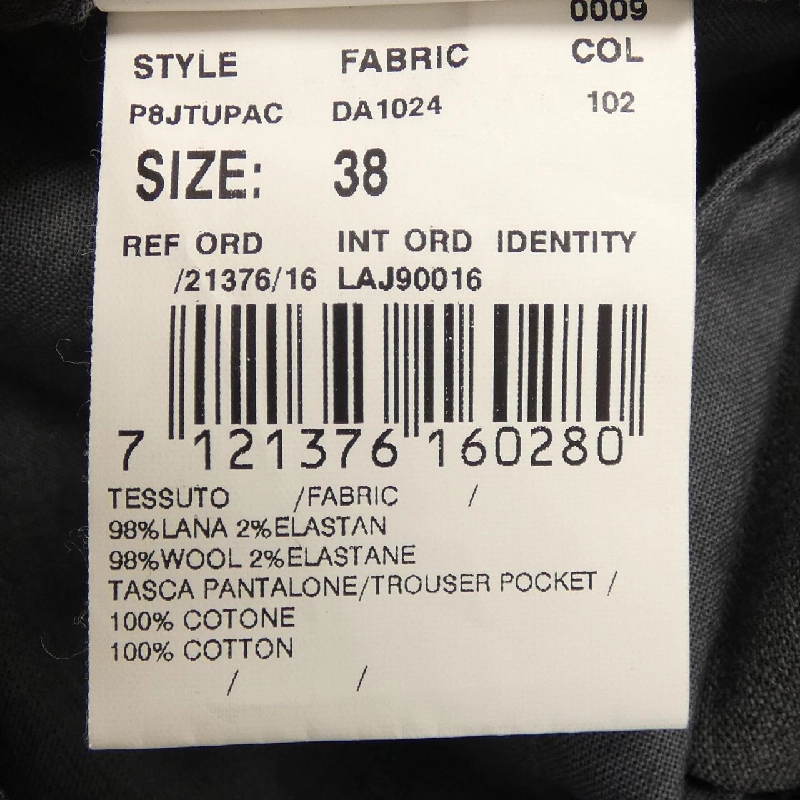 0009
STYLE FABRIC COL
P8JTUPAC DA1024 102
SIZE: 38
REF ORD INT ORD IDENTITY
/21376/16 LAJ90016
7 121376 160280
TESSUTO /FABRIC /
98%LANA 2%ELASTAN
98%WOOL 2%ELASTANE
TASCA PANTALONE/TROUSER POCKET /
100% COTONE
100% COTTON
/ /